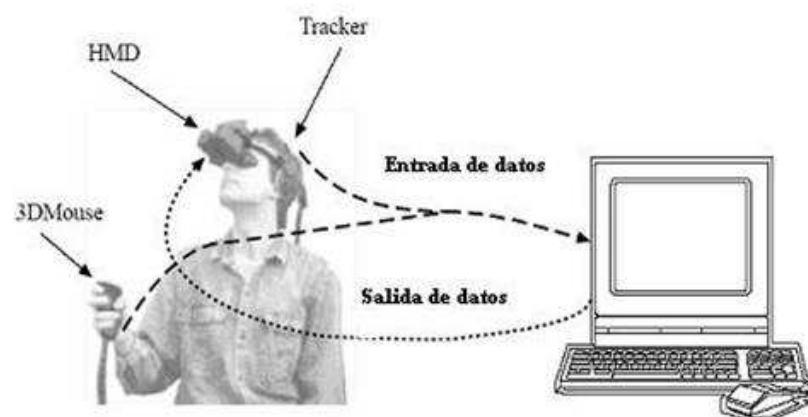 Tracker
HMD
Entrada de datos
3DMouse
Salida de datos